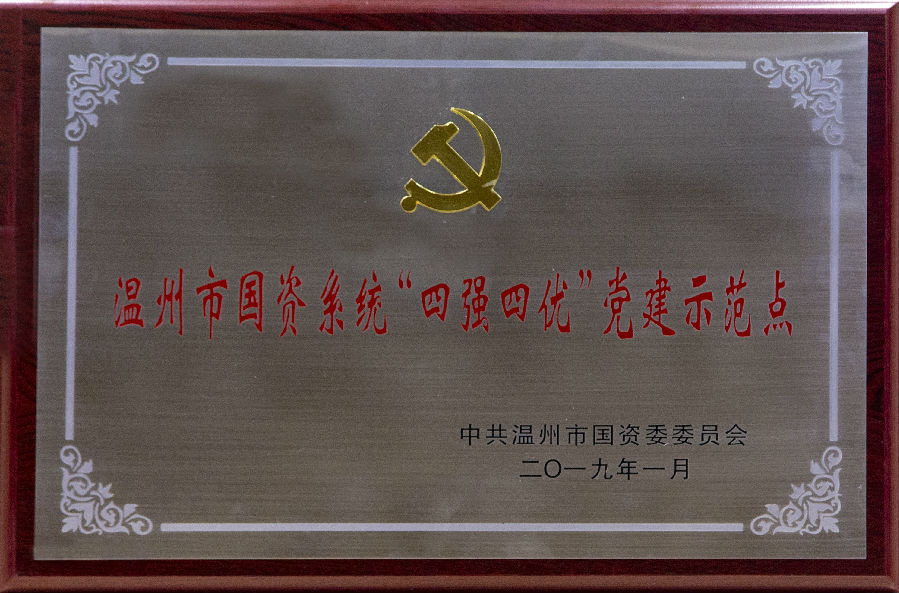 温州市国资系统“四强四优”党建示范点
中共温州市国资委委员会
二〇一九年一月